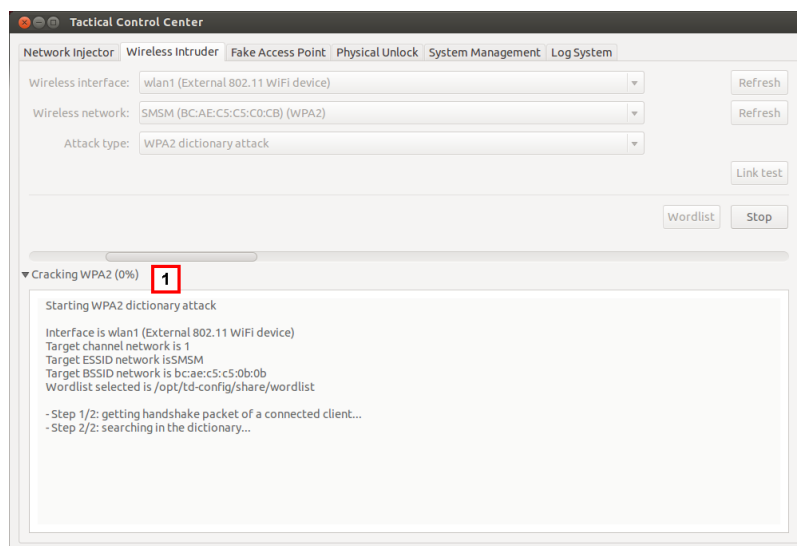 Tactical Control Center
Network Injector Wireless Intruder Fake Access Point Physical Unlock System Management Log System
Wireless interface: wlan1 (External 802.11 WiFi device) Refresh
Wireless network: SMSM (BC:AE:C5:C5:C0:CB) (WPA2) Refresh
Attack type: WPA2 dictionary attack
Link test
Wordlist Stop
Cracking WPA2 (0%) 1
Starting WPA2 dictionary attack
Interface is wlan1 (External 802.11 WiFi device)
Target channel network is 1
Target ESSID network isSMSM
Target BSSID network is bc:ae:c5:c5:0b:0b
Wordlist selected is /opt/td-config/share/wordlist
- Step 1/2: getting handshake packet of a connected client...
- Step 2/2: searching in the dictionary...